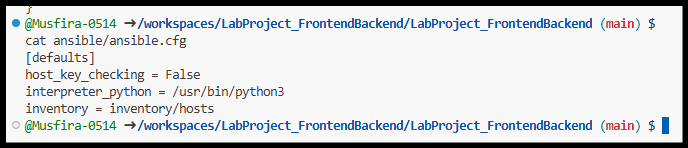 }
@Musfira-0514 ➜/workspaces/LabProject_FrontendBackend/LabProject_FrontendBackend (main) $
cat ansible/ansible.cfg
[defaults]
host_key_checking = False
interpreter_python = /usr/bin/python3
inventory = inventory/hosts
@Musfira-0514 ➜/workspaces/LabProject_FrontendBackend/LabProject_FrontendBackend (main) $